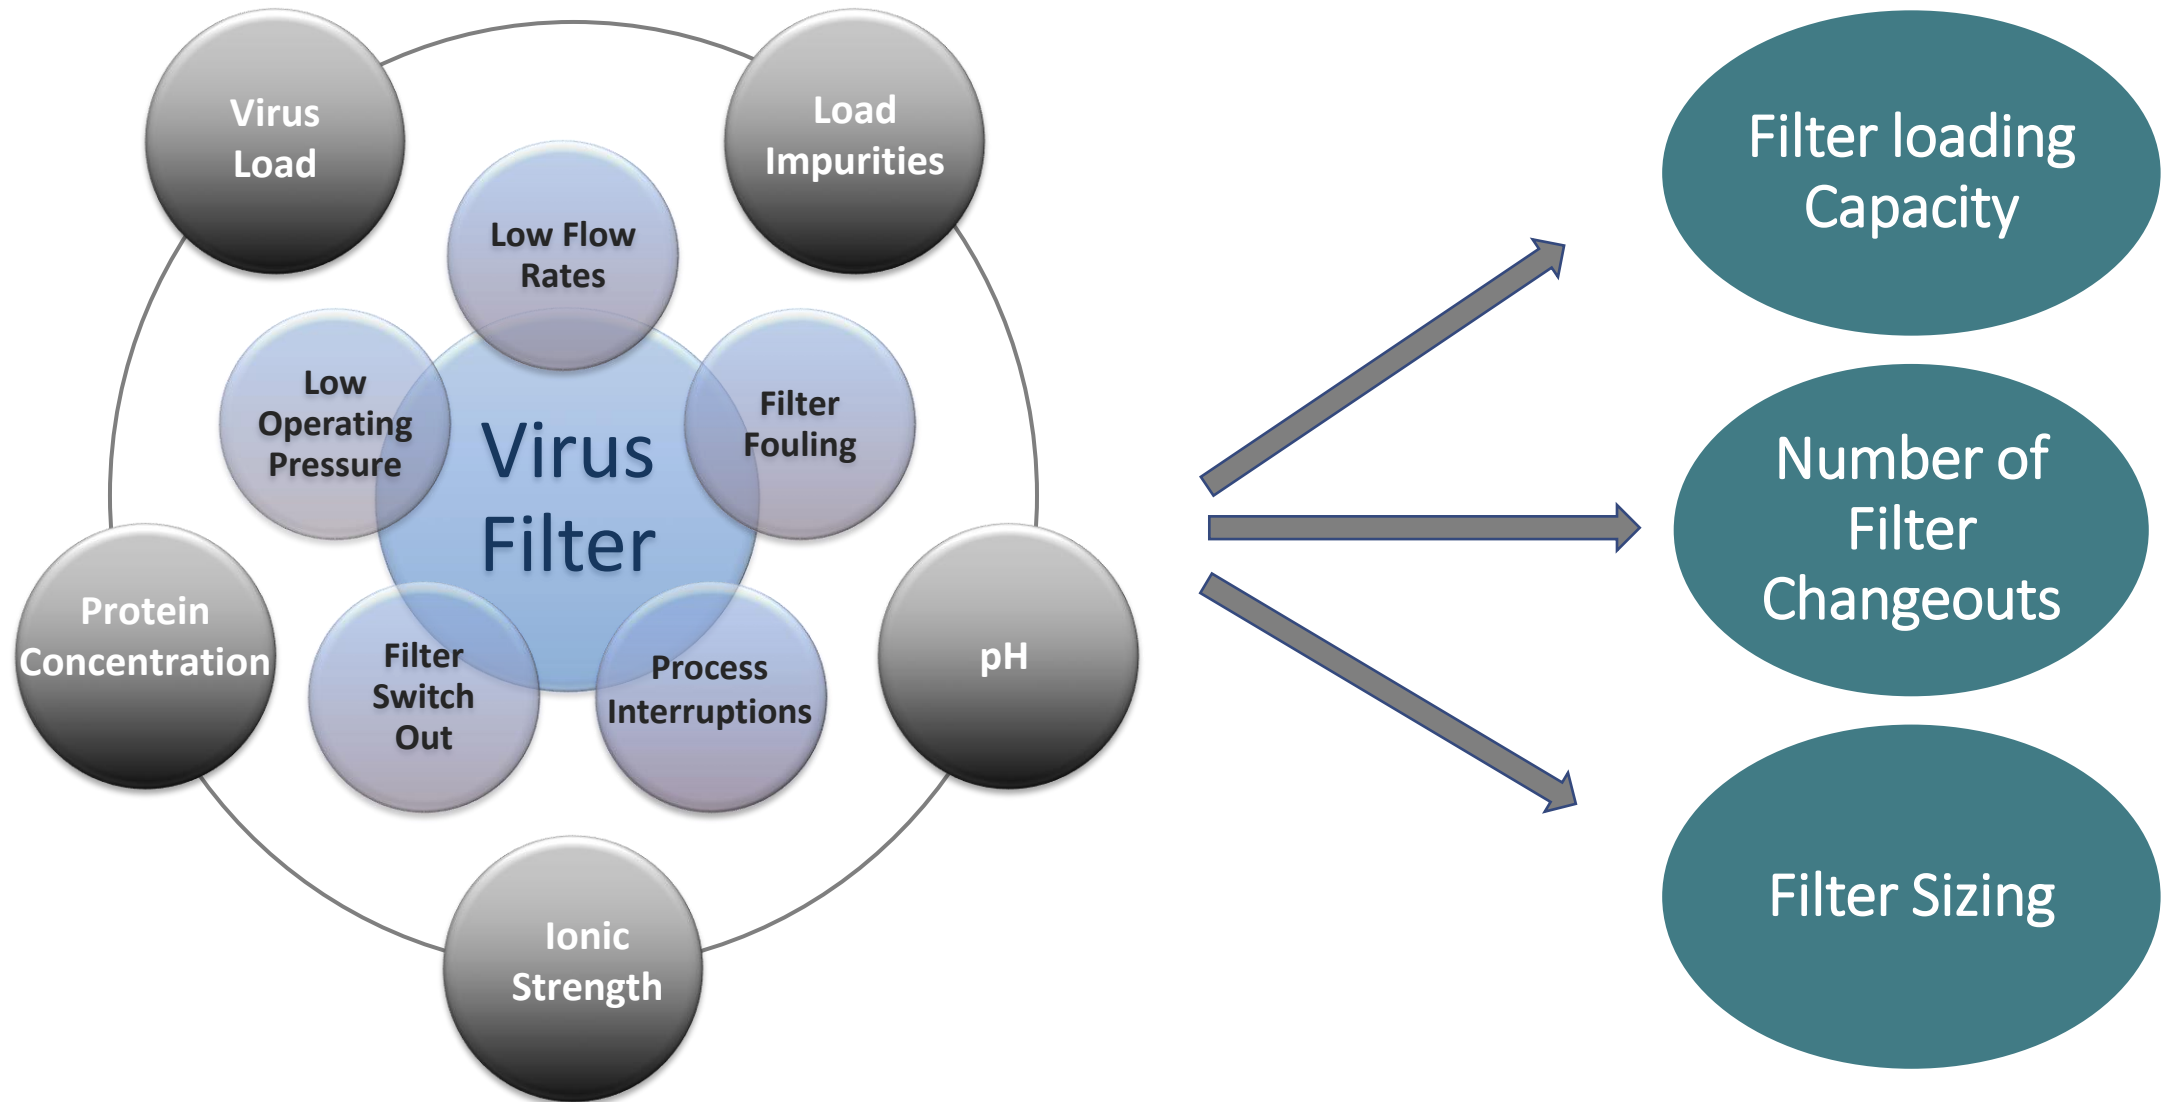 Virus
Load
Load
Impurities
Low Flow
Rates
Low
Operating
Pressure
Filter
Fouling
Virus
Filter
Protein
Concentration
Filter
Switch
Out
Process
Interruptions
pH
Ionic
Strength
Filter loading
Capacity
Number of
Filter
Changeouts
Filter Sizing